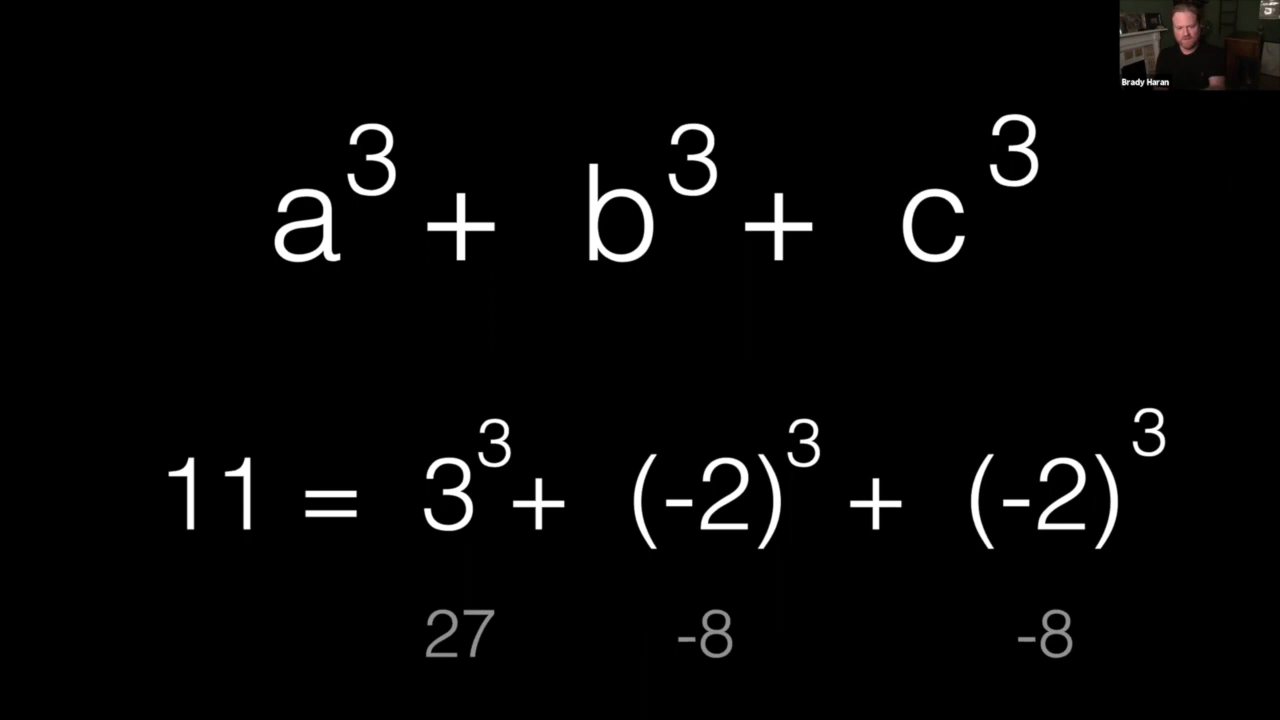 Brady Haran
a³ + b³ + c³
11 = 3³ + (-2)³ + (-2)³
27 -8 -8